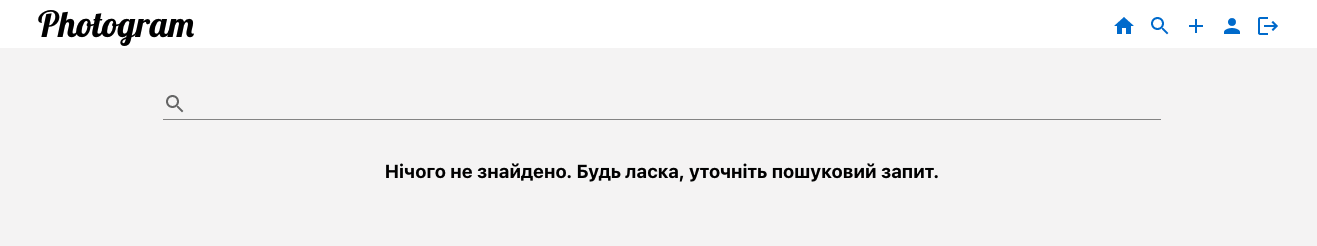 Photogram
Нічого не знайдено. Будь ласка, уточніть пошуковий запит.